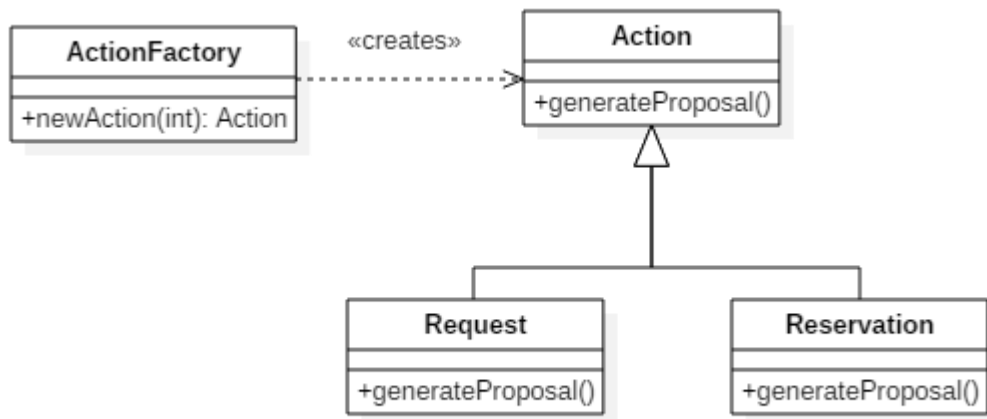 ActionFactory
+newAction(int): Action
«creates»
Action
+generateProposal()
Request
+generateProposal()
Reservation
+generateProposal()